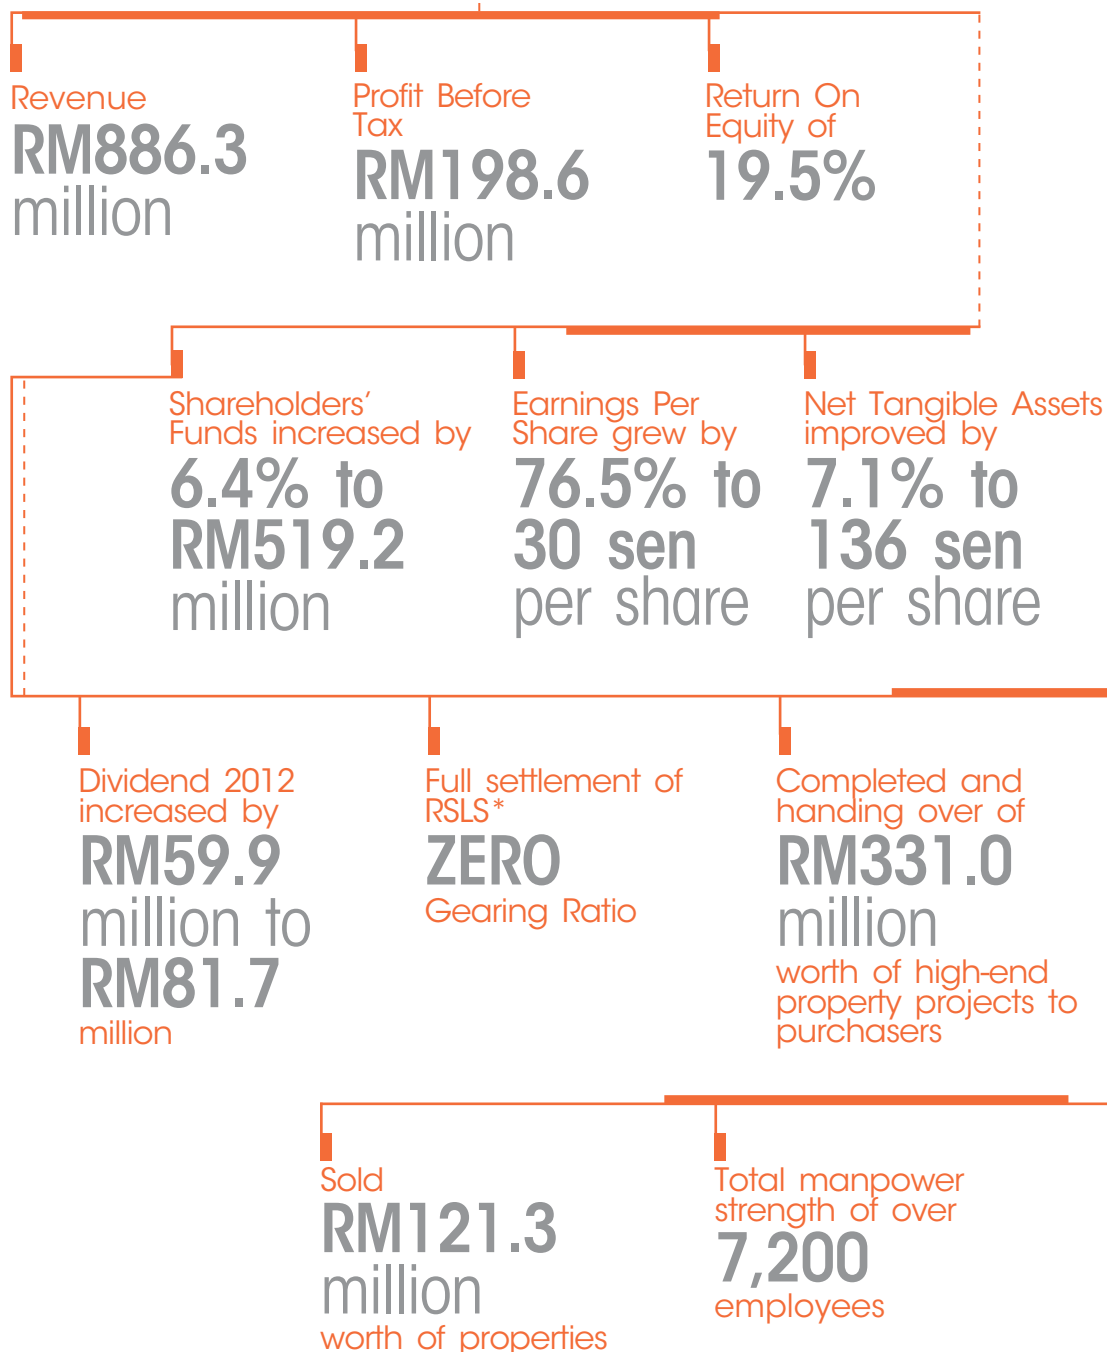 Revenue
RM886.3
million
Profit Before
Tax
RM198.6
million
Return On
Equity of
19.5%
Shareholders’
Funds increased by
6.4% to
RM519.2
million
Earnings Per
Share grew by
76.5% to
30 sen
per share
Net Tangible Assets
improved by
7.1% to
136 sen
per share
Dividend 2012
increased by
RM59.9
million to
RM81.7
million
Full settlement of
RSLS*
ZERO
Gearing Ratio
Completed and
handing over of
RM331.0
million
worth of high-end
property projects to
purchasers
Sold
RM121.3
million
worth of properties
Total manpower
strength of over
7,200
employees